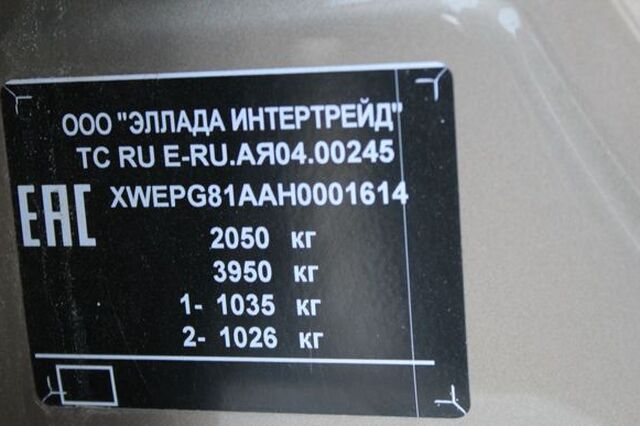 ООО "ЭЛЛАДА ИНТЕРТРЕЙД"
ТС RU E-RU.АЯ04.00245
XWEPG81AAH0001614
EAC
2050 кг
3950 кг
1- 1035 кг
2- 1026 кг